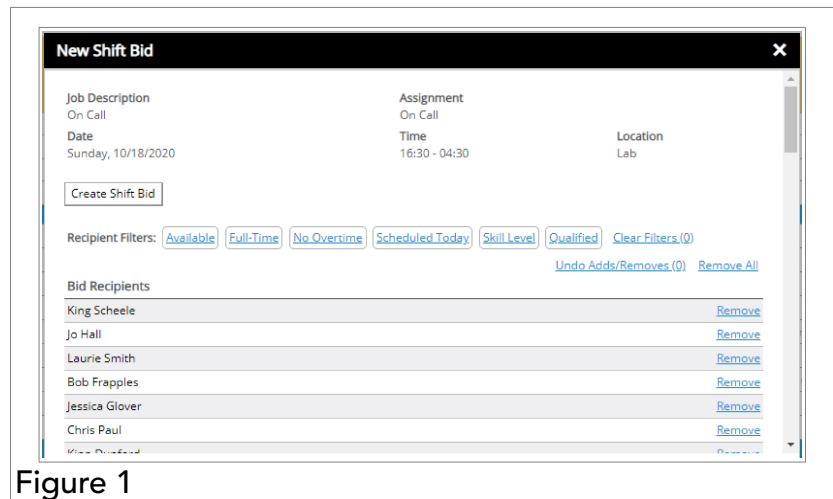 New Shift Bid
Job Description Assignment
On Call On Call
Date Time Location
Sunday, 10/18/2020 16:30 - 04:30 Lab
Create Shift Bid
Recipient Filters: Available Full-Time No Overtime Scheduled Today Skill Level Qualified Clear Filters (0)
Undo Adds/Removes (0) Remove All
Bid Recipients
King Scheele Remove
Jo Hall Remove
Laurie Smith Remove
Bob Frapples Remove
Jessica Glover Remove
Chris Paul Remove
Figure 1